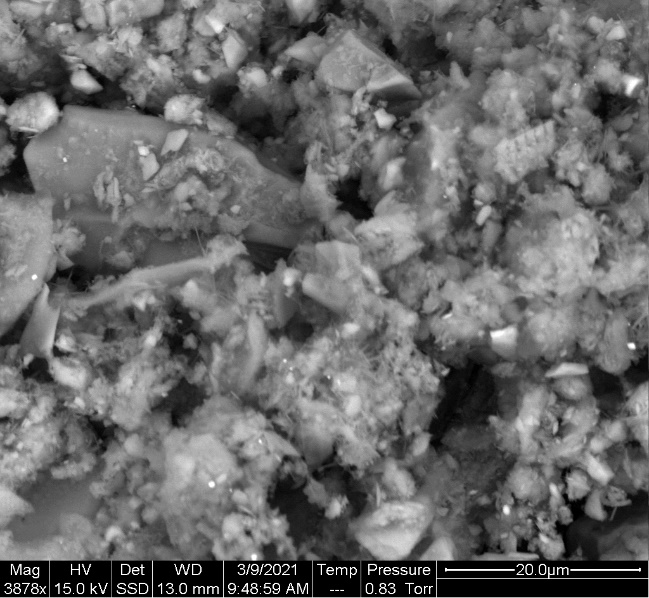 Mag HV Det WD 3/9/2021 Temp Pressure 20.0µm
3878x 15.0 kV SSD 13.0 mm 9:48:59 AM --- 0.83 Torr